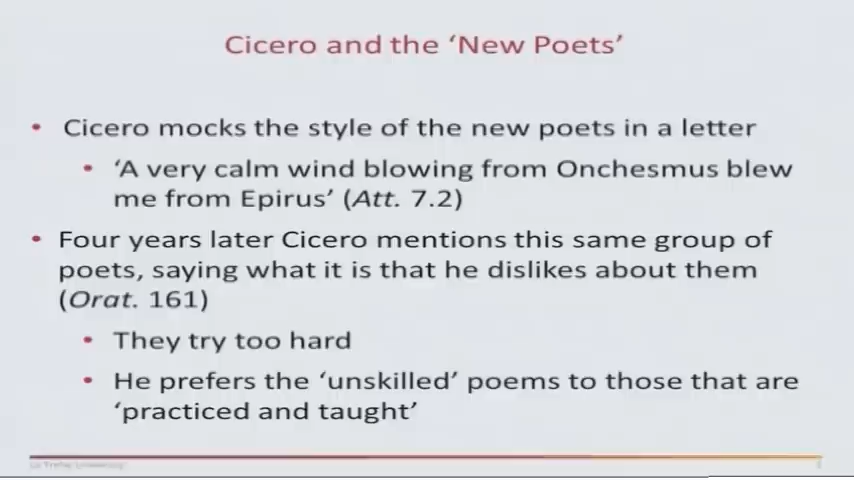 Cicero and the ‘New Poets’
• Cicero mocks the style of the new poets in a letter
• ‘A very calm wind blowing from Onchesmus blew
me from Epirus’ (Att. 7.2)
• Four years later Cicero mentions this same group of
poets, saying what it is that he dislikes about them
(Orat. 161)
• They try too hard
• He prefers the ‘unskilled’ poems to those that are
‘practiced and taught’
La Trobe University